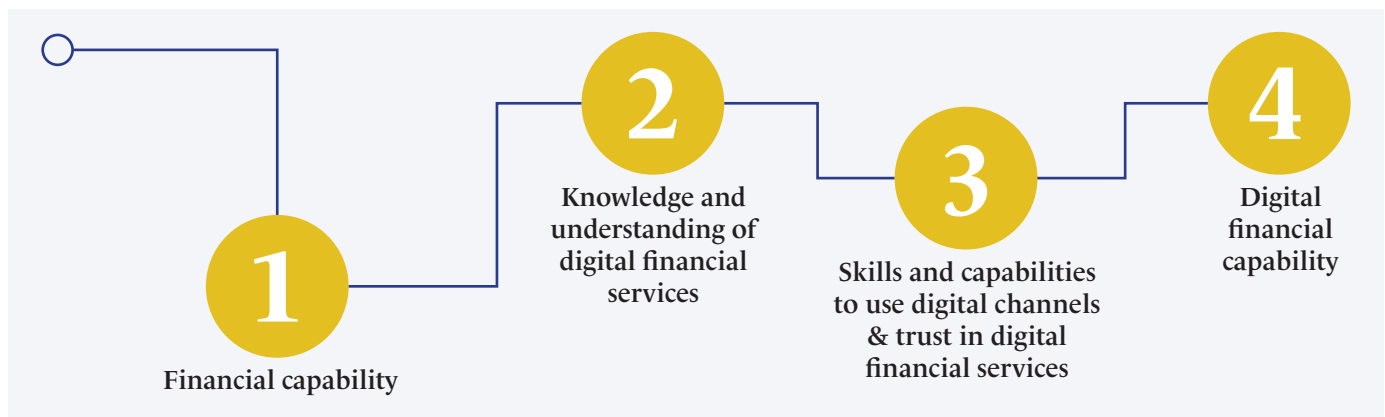 1
Financial capability
2
Knowledge and
understanding of
digital financial
services
3
Skills and capabilities
to use digital channels
& trust in digital
financial services
4
Digital
financial
capability